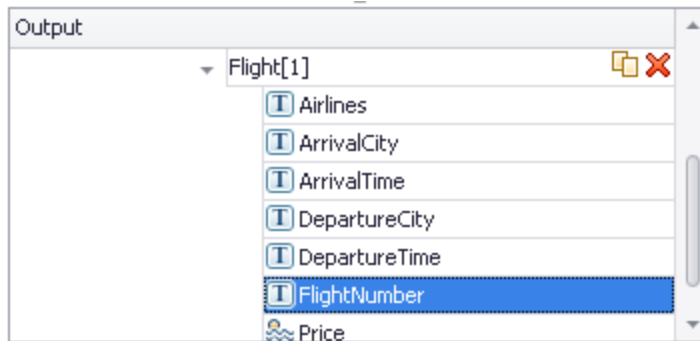 Output
Flight[1]
T Airlines
T ArrivalCity
T ArrivalTime
T DepartureCity
T DepartureTime
T FlightNumber
Price